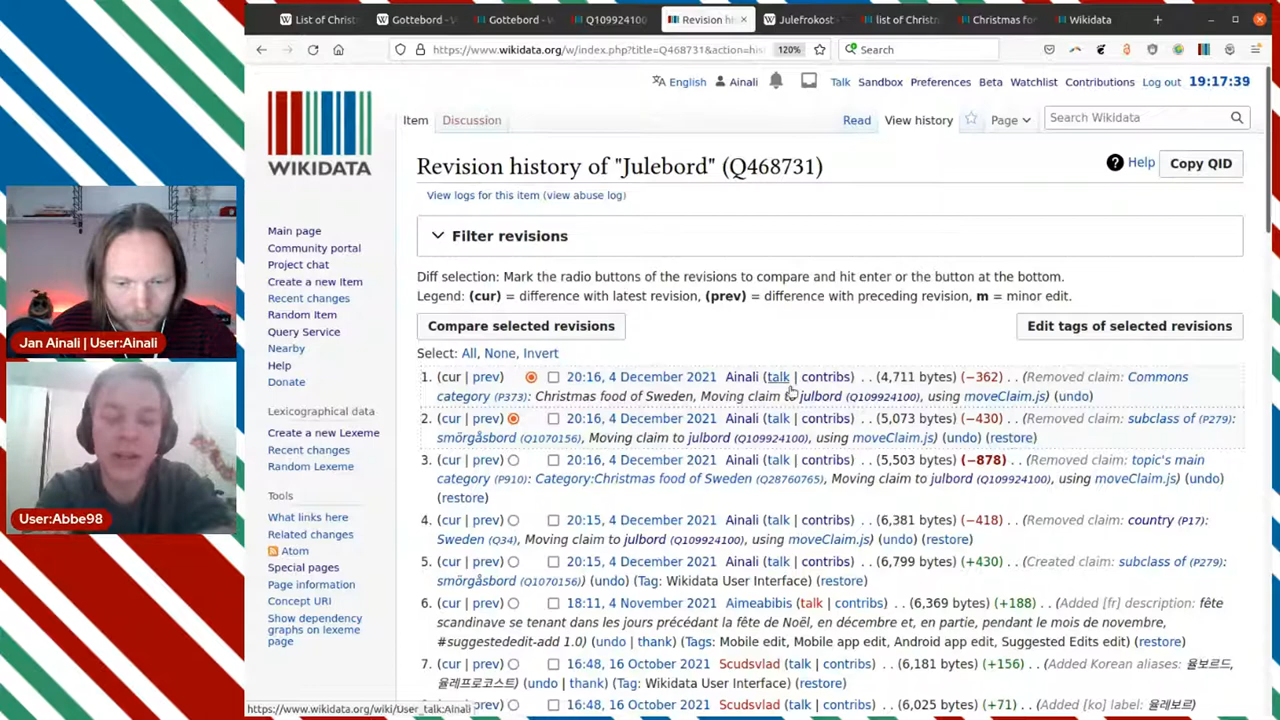 List of Christ
Gottebord - W
Gottebord - W
Q109924100
Revision his
Julefrokost -
list of Christ
Christmas fo
Wikidata
https://www.wikidata.org/w/index.php?title=Q468731&action=his
120%
Search
English
Ainali
Talk Sandbox Preferences Beta Watchlist Contributions Log out 19:17:39
WIKIDATA
Item Discussion
Read View history Page
Search Wikidata
Revision history of "Julebord" (Q468731)
Help
Copy QID
View logs for this item (view abuse log)
Filter revisions
Diff selection: Mark the radio buttons of the revisions to compare and hit enter or the button at the bottom.
Legend: (cur) = difference with latest revision, (prev) = difference with preceding revision, m = minor edit.
Compare selected revisions
Edit tags of selected revisions
Select: All, None, Invert
1. (cur | prev) 20:16, 4 December 2021 Ainali (talk | contribs) . . (4,711 bytes) (−362) . . (Removed claim: Commons
category (P373): Christmas food of Sweden, Moving claim to julbord (Q109924100), using moveClaim.js) (undo)
2. (cur | prev) 20:16, 4 December 2021 Ainali (talk | contribs) . . (5,073 bytes) (−430) . . (Removed claim: subclass of (P279):
smörgåsbord (Q1070156), Moving claim to julbord (Q109924100), using moveClaim.js) (undo) (restore)
3. (cur | prev) 20:16, 4 December 2021 Ainali (talk | contribs) . . (5,503 bytes) (−878) . . (Removed claim: topic's main
category (P910): Category:Christmas food of Sweden (Q28760765), Moving claim to julbord (Q109924100), using moveClaim.js) (undo)
(restore)
4. (cur | prev) 20:15, 4 December 2021 Ainali (talk | contribs) . . (6,381 bytes) (−418) . . (Removed claim: country (P17):
Sweden (Q34), Moving claim to julbord (Q109924100), using moveClaim.js) (undo) (restore)
5. (cur | prev) 20:15, 4 December 2021 Ainali (talk | contribs) . . (6,799 bytes) (+430) . . (Created claim: subclass of (P279):
smörgåsbord (Q1070156)) (undo) (Tag: Wikidata User Interface) (restore)
6. (cur | prev) 18:11, 4 November 2021 Aimeabibis (talk | contribs) . . (6,369 bytes) (+188) . . (Added [fr] description: fête
scandinave se tenant dans les jours précédant la fête de Noël, en décembre et, en partie, pendant le mois de novembre,
#suggestededit-add 1.0) (undo | thank) (Tags: Mobile edit, Mobile app edit, Android app edit, Suggested Edits edit) (restore)
7. (cur | prev) 16:48, 16 October 2021 Scudsvlad (talk | contribs) . . (6,181 bytes) (+156) . . (Added Korean aliases: 율보르드,
율레프로코스트) (undo | thank) (Tag: Wikidata User Interface) (restore)
8. (cur | prev) 16:48, 16 October 2021 Scudsvlad (talk | contribs) . . (6,025 bytes) (+71) . . (Added [ko] label: 율레보르)
Main page
Community portal
Project chat
Create a new Item
Recent changes
Random Item
Query Service
Nearby
Help
Donate
Lexicographical data
Create a new Lexeme
Recent changes
Random Lexeme
Tools
What links here
Related changes
Atom
Special pages
Page information
Concept URI
Show dependency
graphs on lexeme
page
https://www.wikidata.org/wiki/User_talk:Ainali
Jan Ainali | User:Ainali
User:Abbe98